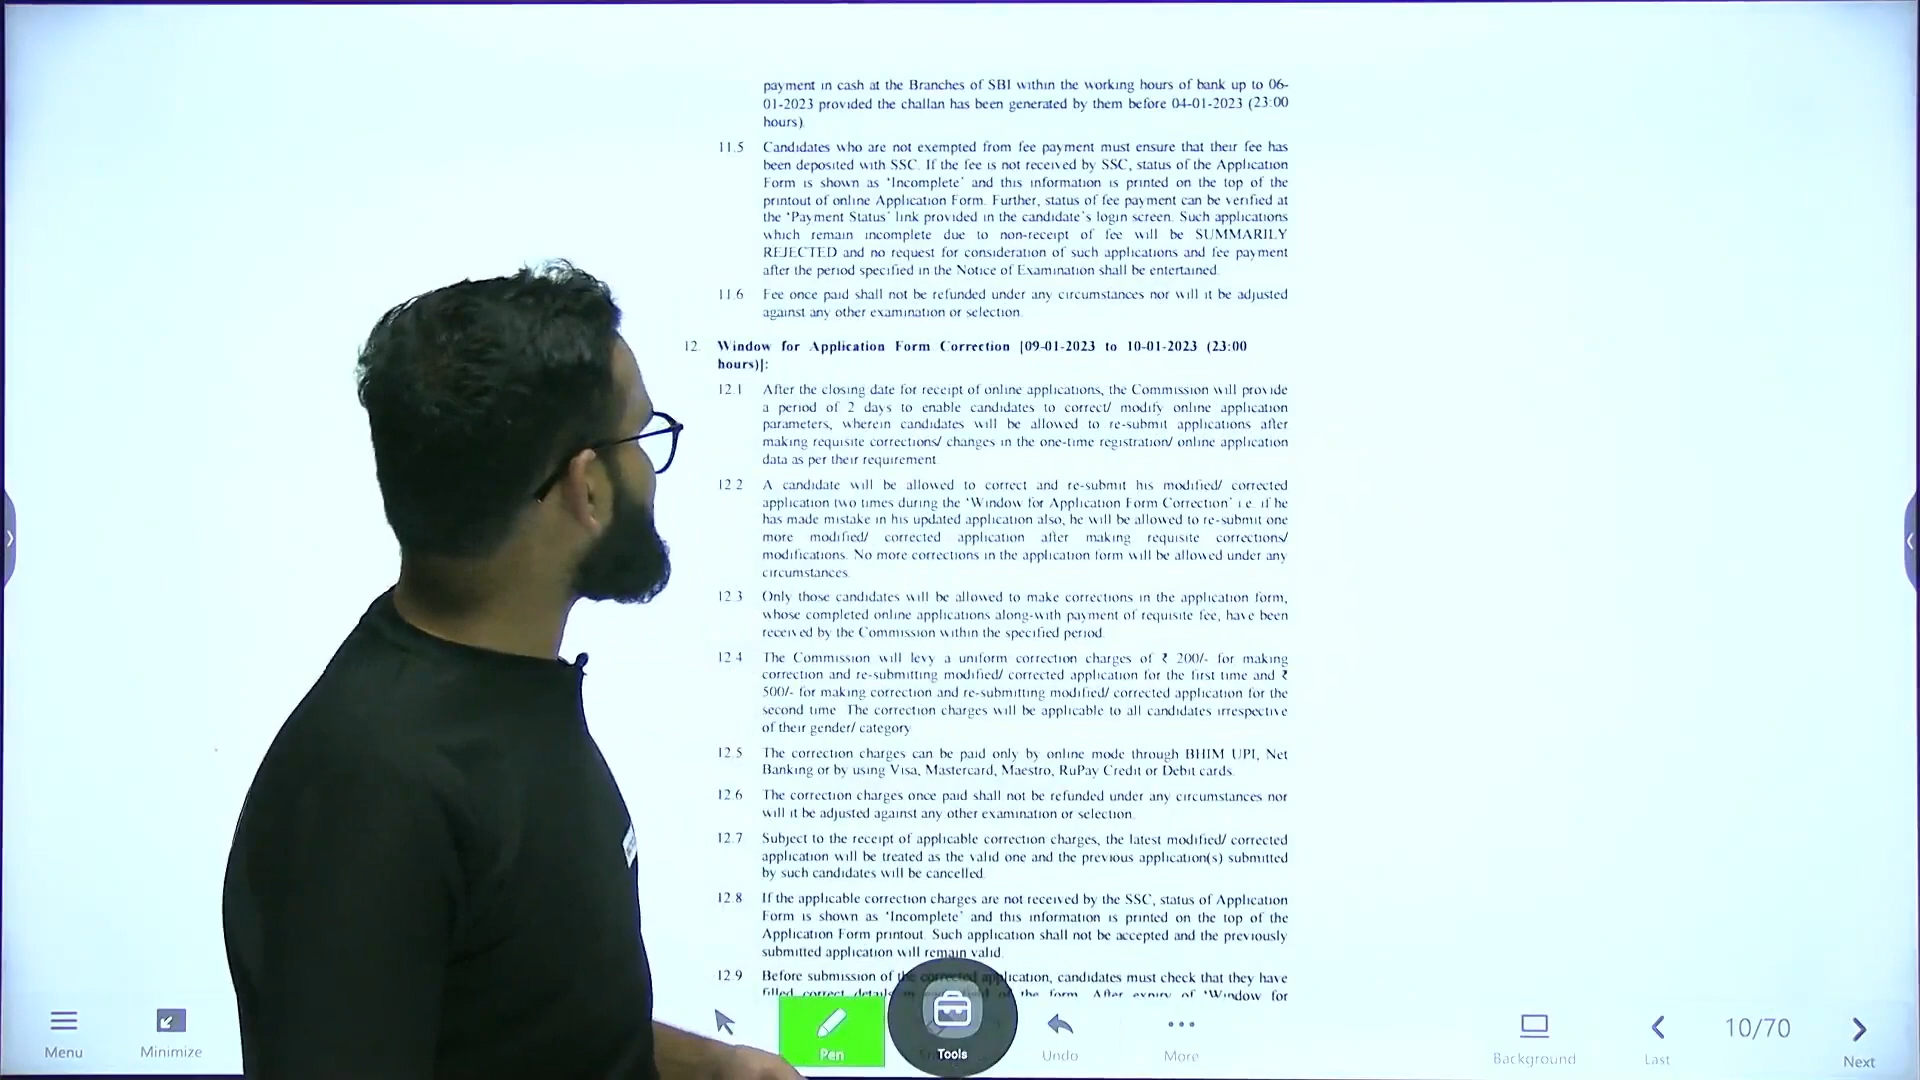 payment in cash at the Branches of SBI within the working hours of bank up to 06-
01-2023 provided the challan has been generated by them before 04-01-2023 (23:00
hours).
11.5 Candidates who are not exempted from fee payment must ensure that their fee has
been deposited with SSC. If the fee is not received by SSC, status of the Application
Form is shown as 'Incomplete' and this information is printed on the top of the
printout of online Application Form. Further, status of fee payment can be verified at
the 'Payment Status' link provided in the candidate's login screen. Such applications
which remain incomplete due to non-receipt of fee will be SUMMARILY
REJECTED and no request for consideration of such applications and fee payment
after the period specified in the Notice of Examination shall be entertained.
11.6 Fee once paid shall not be refunded under any circumstances nor will it be adjusted
against any other examination or selection.
12. Window for Application Form Correction [09-01-2023 to 10-01-2023 (23:00
hours)]:
12.1 After the closing date for receipt of online applications, the Commission will provide
a period of 2 days to enable candidates to correct/ modify online application
parameters, wherein candidates will be allowed to re-submit applications after
making requisite corrections/ changes in the one-time registration/ online application
data as per their requirement.
12.2 A candidate will be allowed to correct and re-submit his modified/ corrected
application two times during the 'Window for Application Form Correction' i.e. if he
has made mistake in his updated application also, he will be allowed to re-submit one
more modified/ corrected application after making requisite corrections/
modifications. No more corrections in the application form will be allowed under any
circumstances.
12.3 Only those candidates will be allowed to make corrections in the application form,
whose completed online applications along-with payment of requisite fee, have been
received by the Commission within the specified period.
12.4 The Commission will levy a uniform correction charges of ₹ 200/- for making
correction and re-submitting modified/ corrected application for the first time and ₹
500/- for making correction and re-submitting modified/ corrected application for the
second time. The correction charges will be applicable to all candidates irrespective
of their gender/ category.
12.5 The correction charges can be paid only by online mode through BHIM UPI, Net
Banking or by using Visa, Mastercard, Maestro, RuPay Credit or Debit cards.
12.6 The correction charges once paid shall not be refunded under any circumstances nor
will it be adjusted against any other examination or selection.
12.7 Subject to the receipt of applicable correction charges, the latest modified/ corrected
application will be treated as the valid one and the previous application(s) submitted
by such candidates will be cancelled.
12.8 If the applicable correction charges are not received by the SSC, status of Application
Form is shown as 'Incomplete' and this information is printed on the top of the
Application Form printout. Such application shall not be accepted and the previously
submitted application will remain valid.
12.9 Before submission of the corrected application, candidates must check that they have
filled correct details of the form. After expiry of 'Window for
Menu Minimize Pen Tools Undo More Background Last 10/70 Next